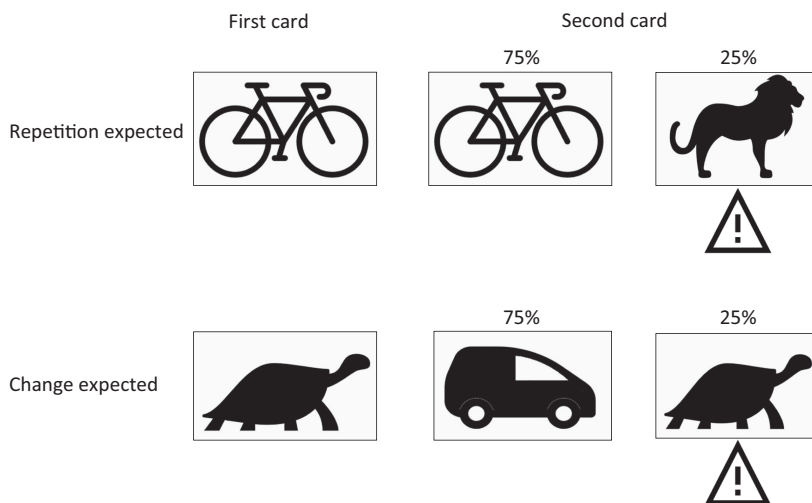 First card Second card
75% 25%
Repetition expected
75% 25%
Change expected